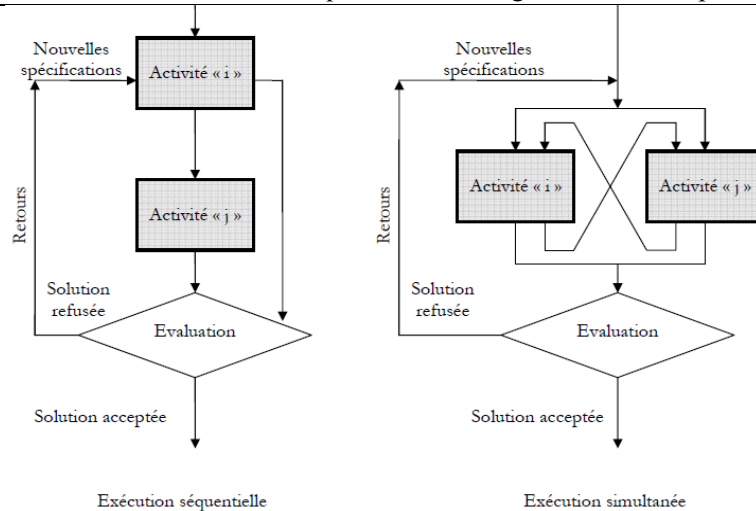 Nouvelles
spécifications
Activité « i »
Activité « j »
Retours
Solution
refusée
Evaluation
Solution acceptée
Exécution séquentielle
Nouvelles
spécifications
Activité « i »
Activité « j »
Retours
Solution
refusée
Evaluation
Solution acceptée
Exécution simultanée